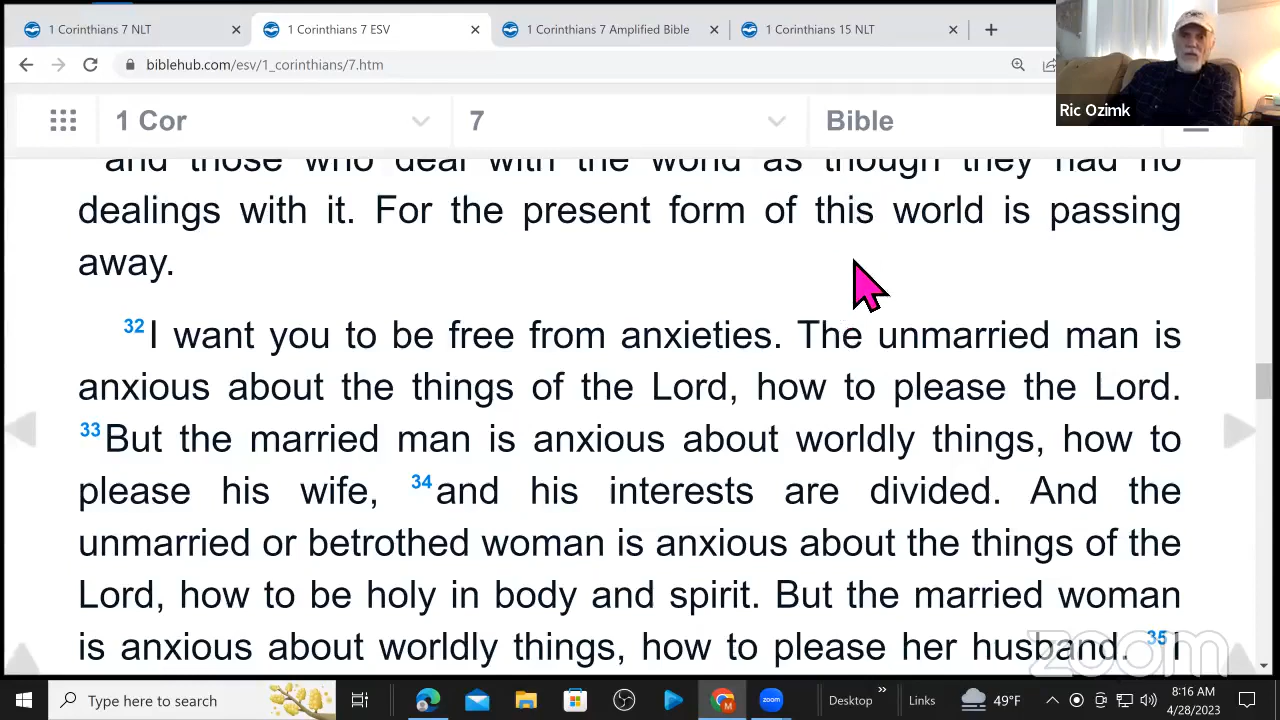 1 Corinthians 7 NLT
1 Corinthians 7 ESV
1 Corinthians 7 Amplified Bible
1 Corinthians 15 NLT
biblehub.com/esv/1_corinthians/7.htm
Ric Ozimk
1 Cor
7
Bible
and those who deal with the world as though they had no
dealings with it. For the present form of this world is passing
away.
32 I want you to be free from anxieties. The unmarried man is
anxious about the things of the Lord, how to please the Lord.
33 But the married man is anxious about worldly things, how to
please his wife, 34 and his interests are divided. And the
unmarried or betrothed woman is anxious about the things of the
Lord, how to be holy in body and spirit. But the married woman
is anxious about worldly things, how to please her husband. 35 I
zoom
Type here to search
Desktop
Links
49°F
8:16 AM
4/28/2023